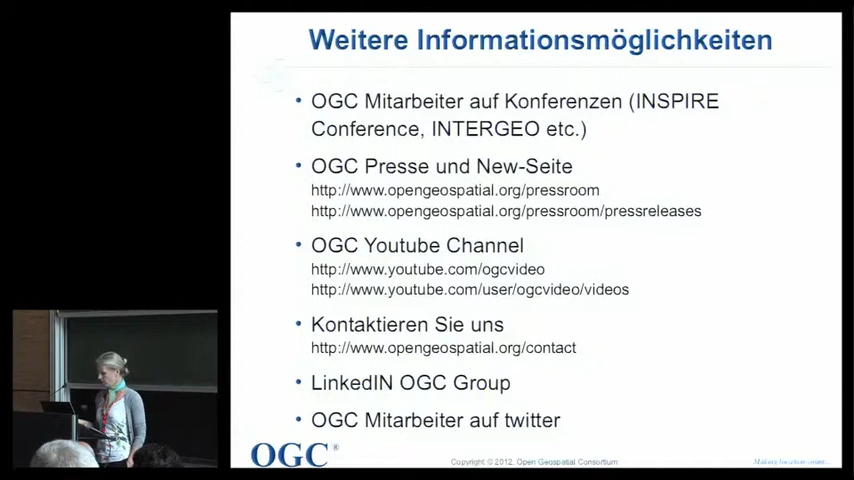 Weitere Informationsmöglichkeiten
• OGC Mitarbeiter auf Konferenzen (INSPIRE
Conference, INTERGEO etc.)
• OGC Presse und New-Seite
http://www.opengeospatial.org/pressroom
http://www.opengeospatial.org/pressroom/pressreleases
• OGC Youtube Channel
http://www.youtube.com/ogcvideo
http://www.youtube.com/user/ogcvideo/videos
• Kontaktieren Sie uns
http://www.opengeospatial.org/contact
• LinkedIN OGC Group
• OGC Mitarbeiter auf twitter
OGC®
Copyright © 2012, Open Geospatial Consortium
Making location count...